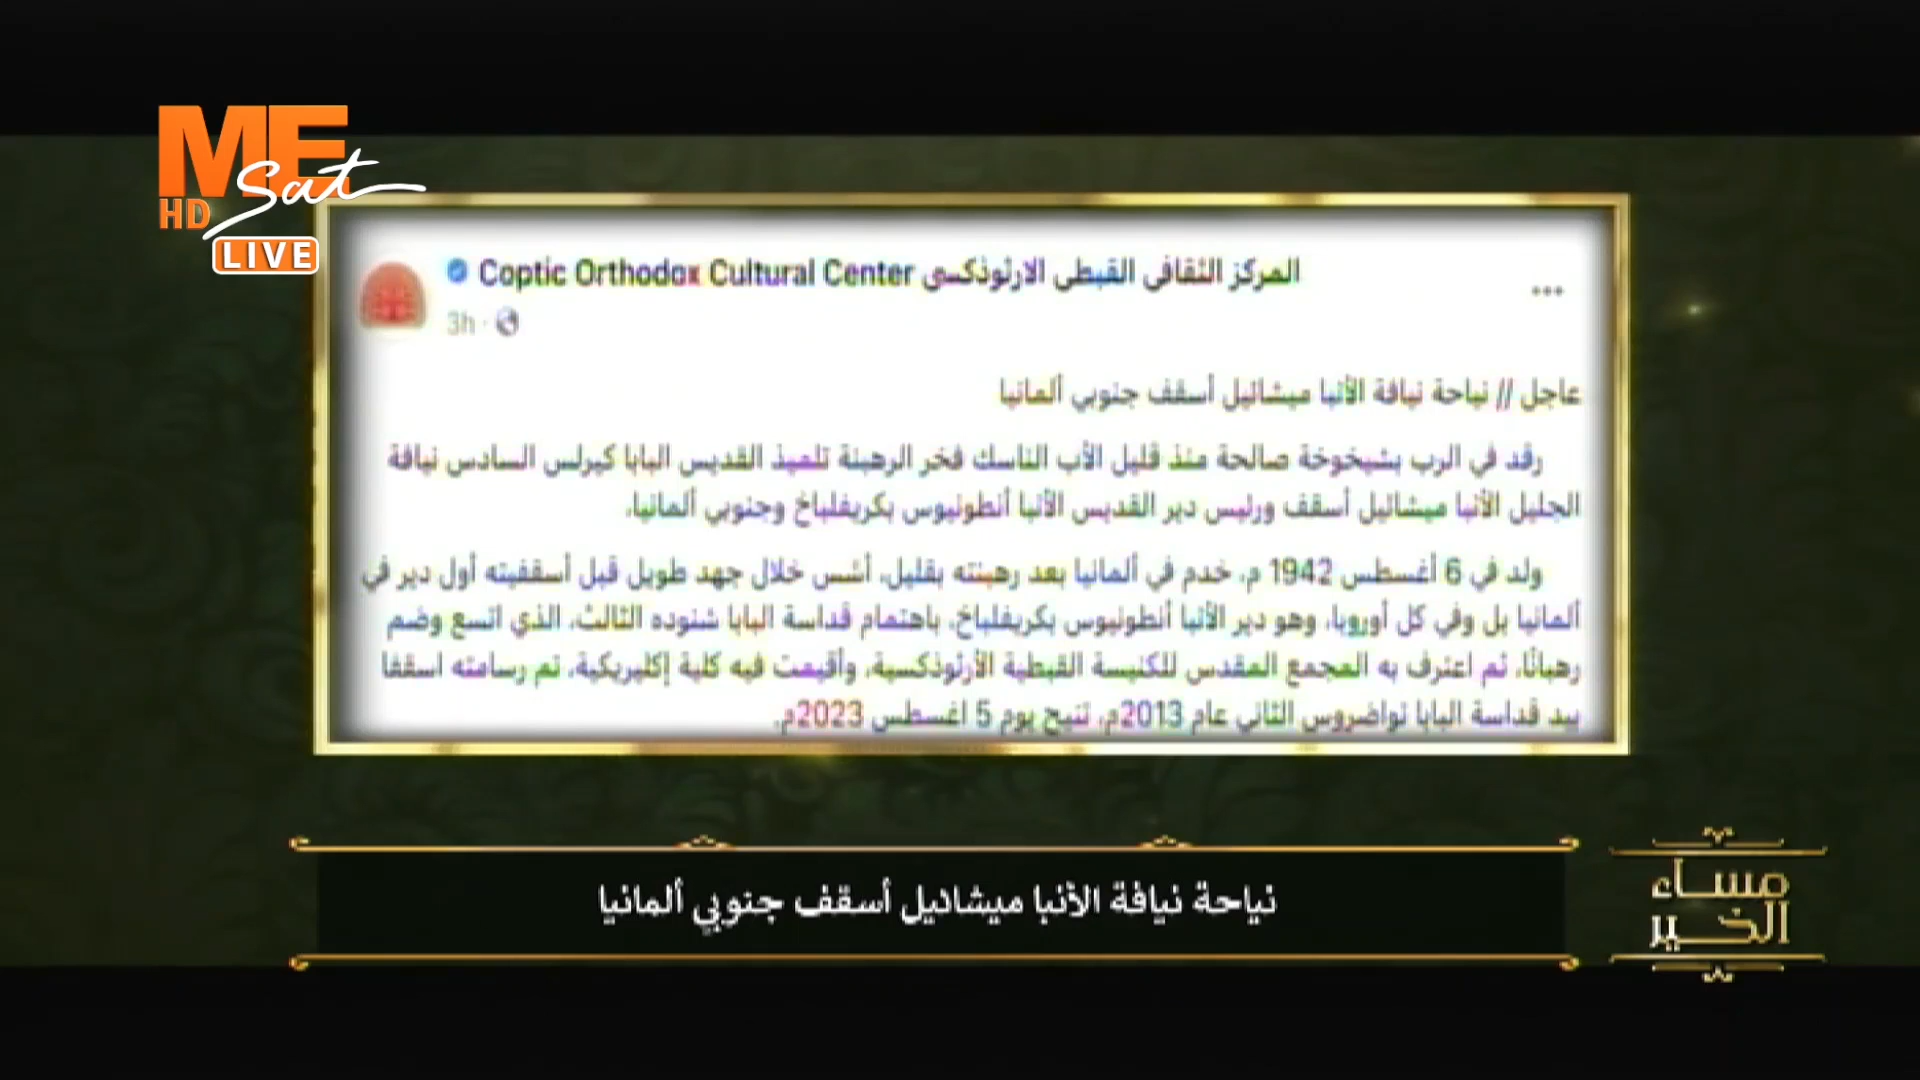 ME
Sat
HD
LIVE
Coptic Orthodox Cultural Center المركز الثقافى القبطى الارثوذكسى
3h
عاجل // نياحة نيافة الأنبا ميشائيل أسقف جنوبي ألمانيا
رقد في الرب بشيخوخة صالحة منذ قليل الأب الناسك فخر الرهبنة تلميذ القديس البابا كيرلس السادس نيافة
الجليل الأنبا ميشائيل أسقف ورئيس دير القديس الأنبا أنطونيوس بكريفلباخ وجنوبي ألمانيا.
ولد في 6 أغسطس 1942 م، خدم في ألمانيا بعد رهبنته بقليل، أسّس خلال جهد طويل قبل أسقفيته أول دير في
ألمانيا بل وفي كل أوروبا، وهو دير الأنبا أنطونيوس بكريفلباخ، باهتمام قداسة البابا شنوده الثالث، الذي اتسع وضم
رهبانًا، ثم اعترف به المجمع المقدس للكنيسة القبطية الأرثوذكسية، وأقيمت فيه كلية إكليريكية، تم رسامته اسقفا
بيد قداسة البابا تواضروس الثاني عام 2013م، تنيح يوم 5 اغسطس 2023م.
نياحة نيافة الأنبا ميشائيل أسقف جنوبي ألمانيا
مساء
الخير